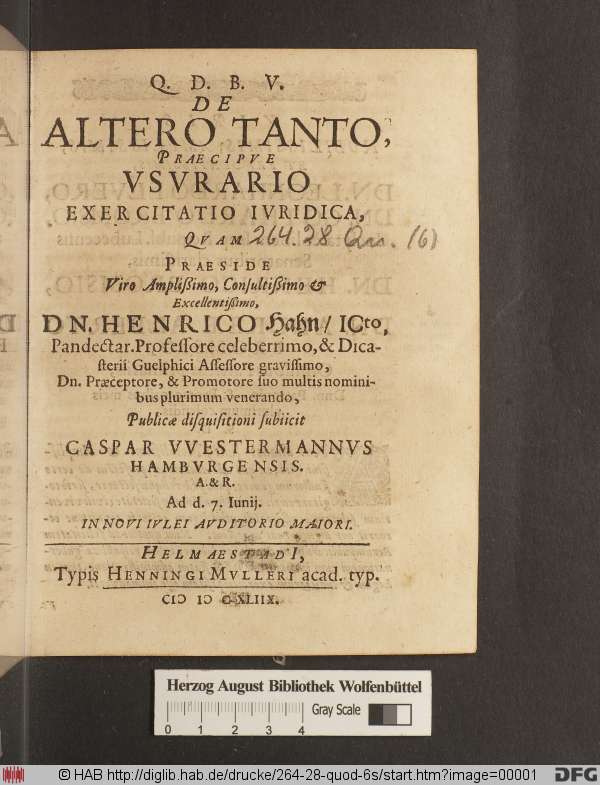 Q. D. B. V.
DE
ALTERO TANTO,
PRAECIPVE
VSVRARIO
EXERCITATIO IVRIDICA,
QVAM 264.28 Qu. (6)
PRAESIDE
Viro Ampliſſimo, Conſultiſſimo &
Excellentiſſimo,
DN. HENRICO Hahn / ICto,
Pandectar. Profeſſore celeberrimo, & Dica-
ſterii Guelphici Aſſeſſore graviſſimo,
Dn. Præceptore, & Promotore ſuo multis nomini-
bus plurimum venerando,
Publicæ diſquiſitioni ſubiicit
CASPAR VVESTERMANNVS
HAMBVRGENSIS.
A. & R.
Ad d. 7. Iunij.
IN NOVI IVLEI AVDITORIO MAIORI.
HELMAESTADI,
Typis HENNINGI MVLLERI acad. typ.
CIↃ IↃ C XLIIX.
Herzog August Bibliothek Wolfenbüttel
0 1 2 3 4 Gray Scale
© HAB http://diglib.hab.de/drucke/264-28-quod-6s/start.htm?image=00001 DFG